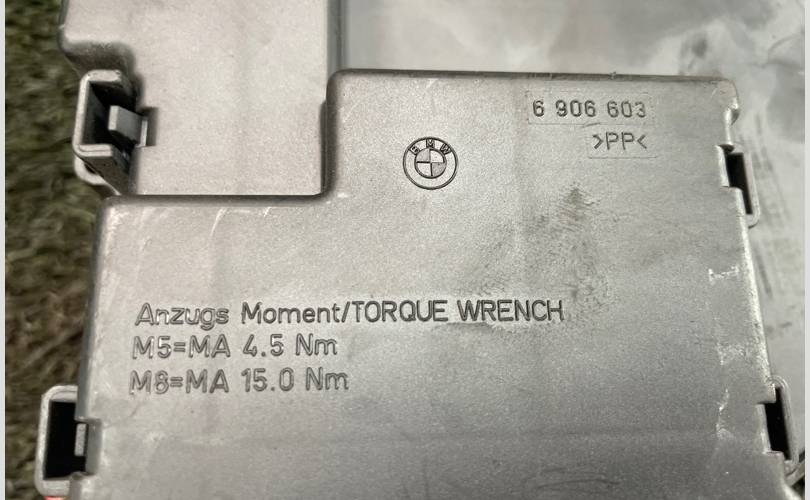 6 906 603
>PP<
BMW
Anzugs Moment/TORQUE WRENCH
M5=MA 4.5 Nm
M8=MA 15.0 Nm